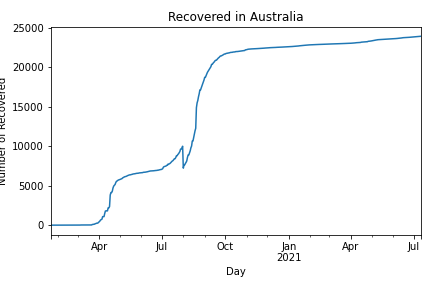 Recovered in Australia
25000
20000
15000
10000
5000
0
Number of Recovered
Apr
Jul
Oct
Jan
2021
Apr
Jul
Day